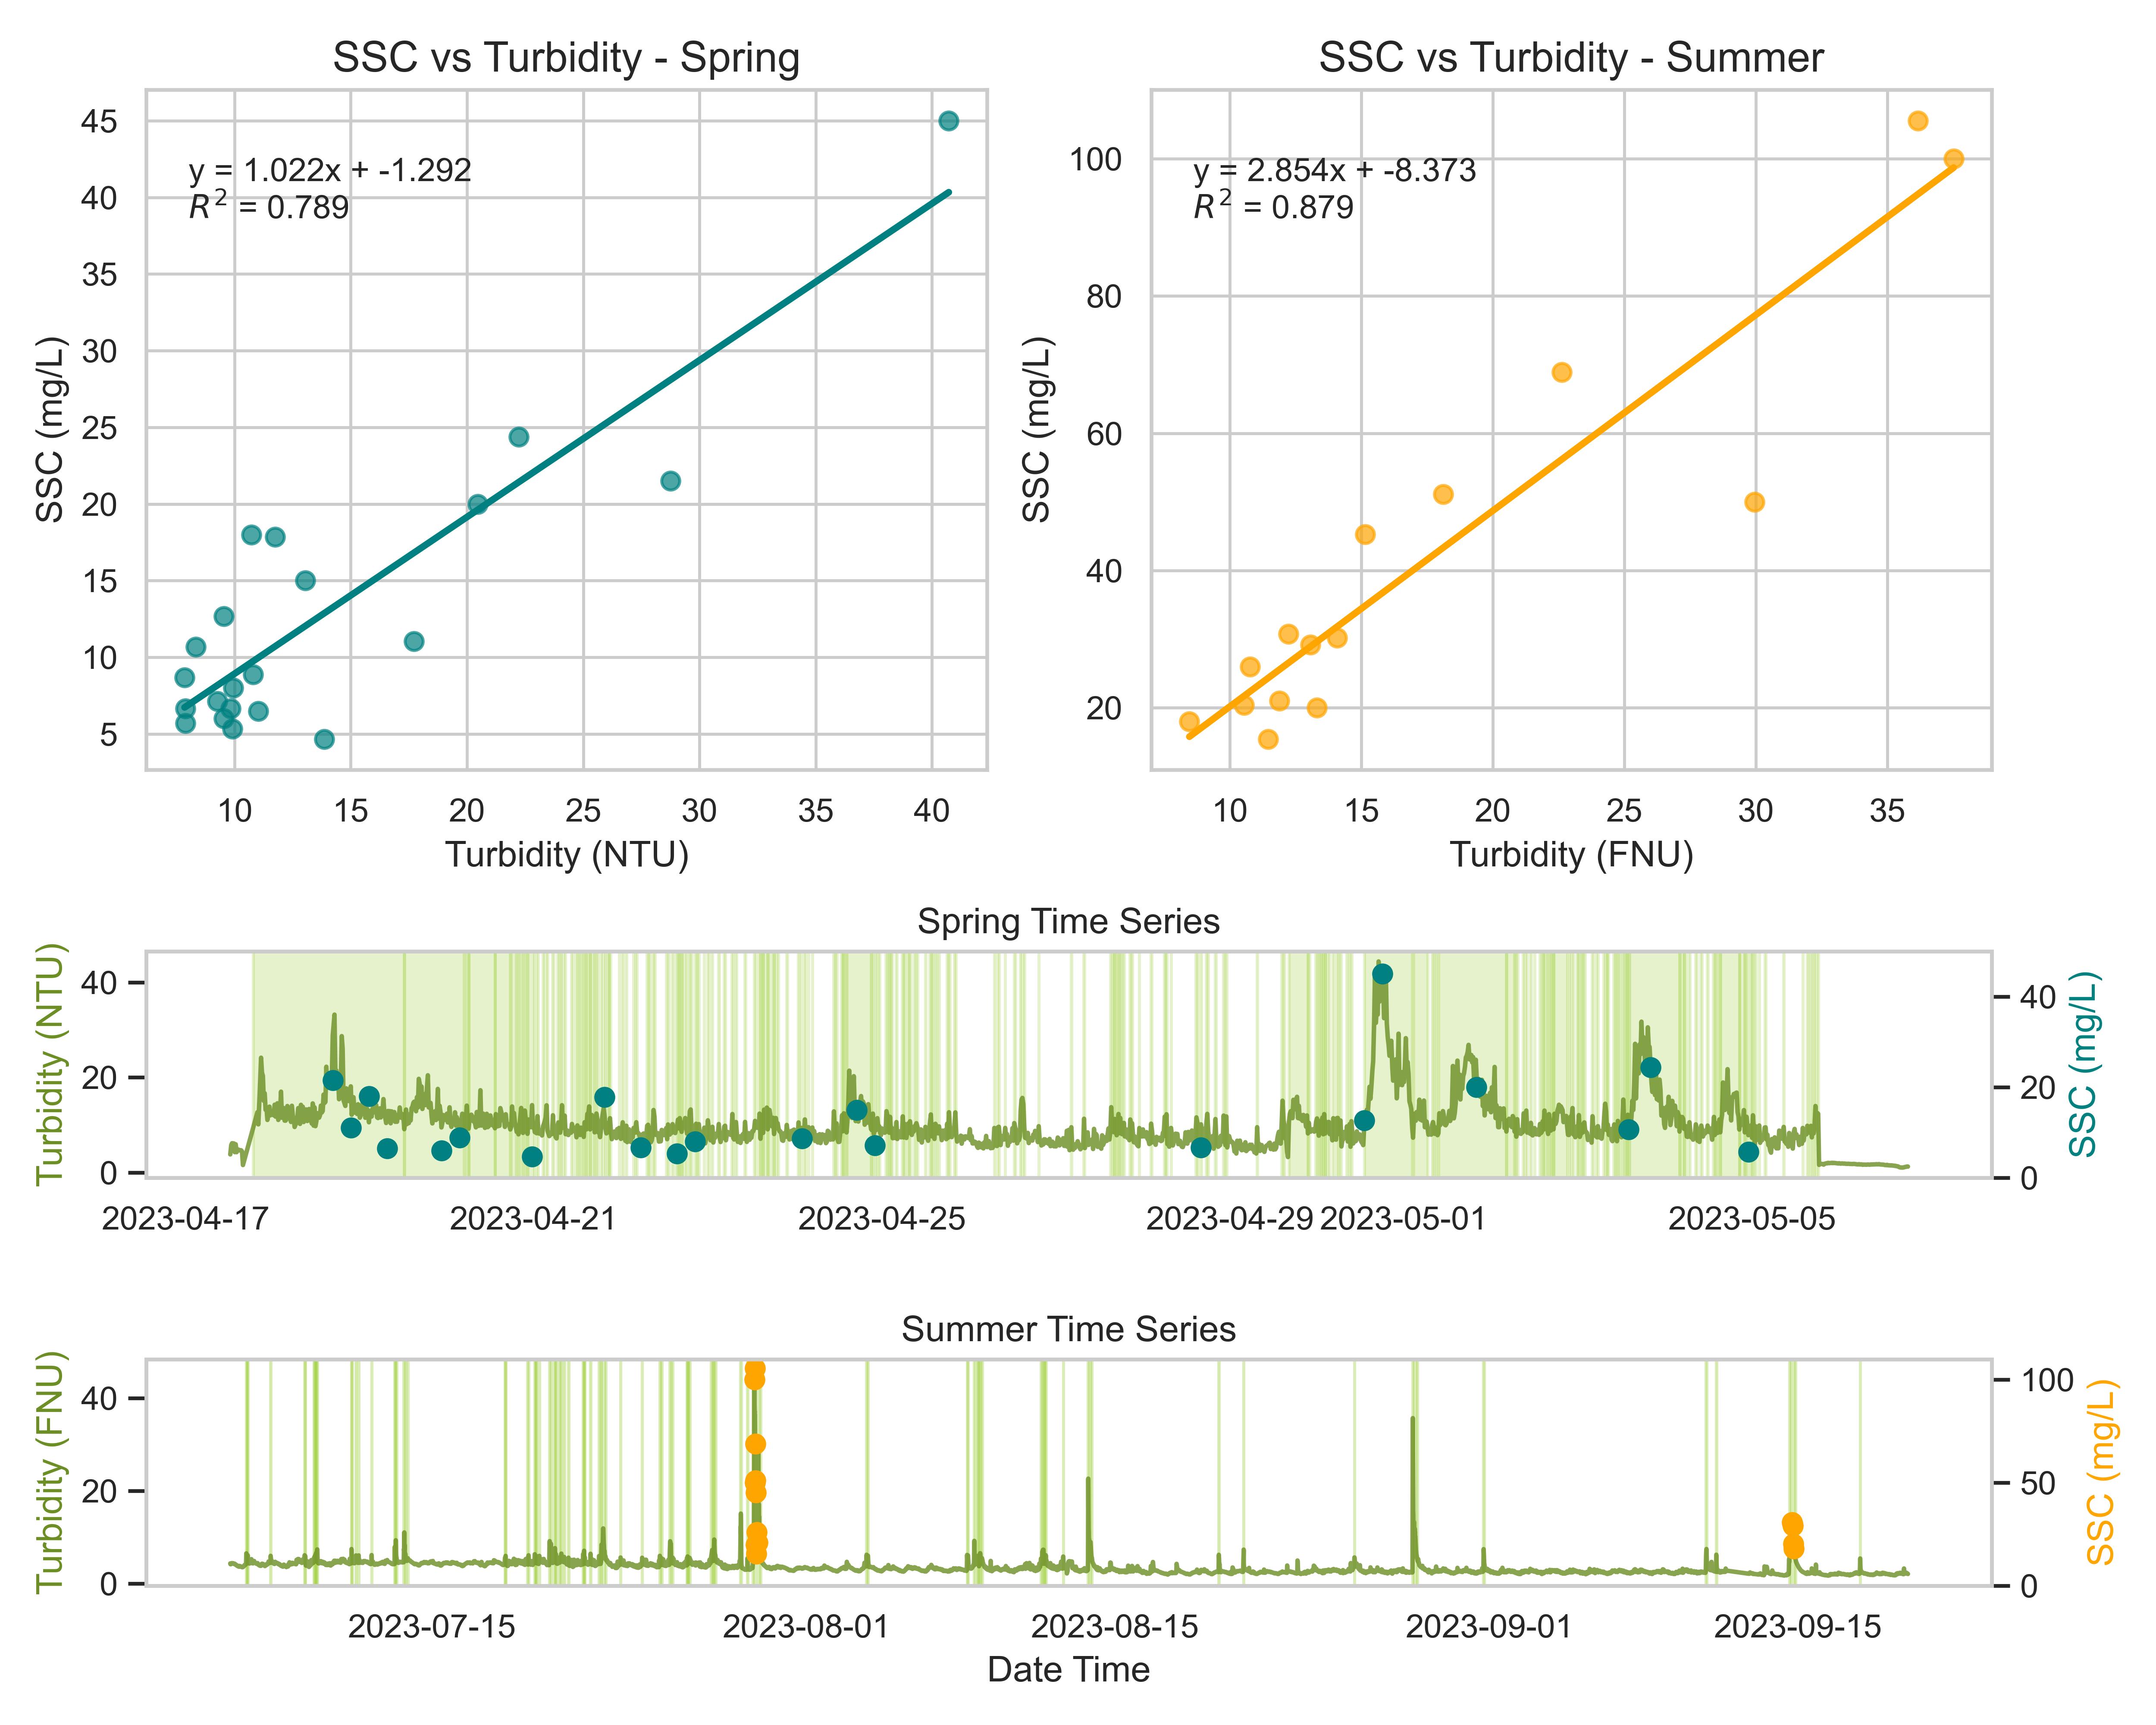 SSC vs Turbidity - Spring
y = 1.022x + -1.292
R² = 0.789
SSC (mg/L)
45
40
35
30
25
20
15
10
5
10 15 20 25 30 35 40
Turbidity (NTU)
SSC vs Turbidity - Summer
y = 2.854x + -8.373
R² = 0.879
SSC (mg/L)
100
80
60
40
20
10 15 20 25 30 35
Turbidity (FNU)
Spring Time Series
Turbidity (NTU)
40
20
0
SSC (mg/L)
40
20
0
2023-04-17 2023-04-21 2023-04-25 2023-04-29 2023-05-01 2023-05-05
Summer Time Series
Turbidity (FNU)
40
20
0
SSC (mg/L)
100
50
0
2023-07-15 2023-08-01 2023-08-15 2023-09-01 2023-09-15
Date Time